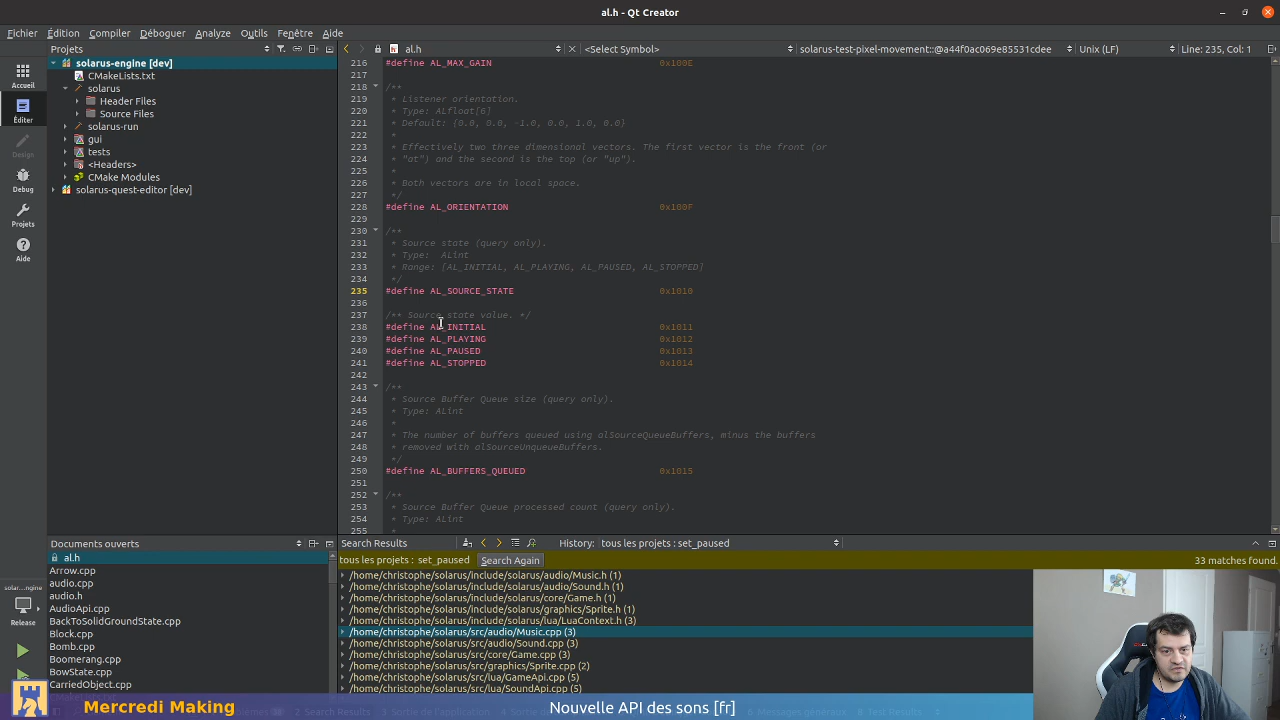 al.h - Qt Creator
Fichier Édition Compiler Déboguer Analyze Outils Fenêtre Aide
Projets
al.h <Select Symbol> solarus-test-pixel-movement::@a44f0ac069e85531cdee Unix (LF) Line: 235, Col: 1
Accueil
Éditer
Design
Debug
Projets
Aide
solarus-engine [dev]
CMakeLists.txt
solarus
Header Files
Source Files
solarus-run
gui
tests
<Headers>
CMake Modules
solarus-quest-editor [dev]
216 #define AL_MAX_GAIN 0x100E
217
218 /**
219 * Listener orientation.
220 * Type: ALfloat[6]
221 * Default: {0.0, 0.0, -1.0, 0.0, 1.0, 0.0}
222 *
223 * Effectively two three dimensional vectors. The first vector is the front (or
224 * "at") and the second is the top (or "up").
225 *
226 * Both vectors are in local space.
227 */
228 #define AL_ORIENTATION 0x100F
229
230 /**
231 * Source state (query only).
232 * Type: ALint
233 * Range: [AL_INITIAL, AL_PLAYING, AL_PAUSED, AL_STOPPED]
234 */
235 #define AL_SOURCE_STATE 0x1010
236
237 /** Source state value. */
238 #define AL_INITIAL 0x1011
239 #define AL_PLAYING 0x1012
240 #define AL_PAUSED 0x1013
241 #define AL_STOPPED 0x1014
242
243 /**
244 * Source Buffer Queue size (query only).
245 * Type: ALint
246 *
247 * The number of buffers queued using alSourceQueueBuffers, minus the buffers
248 * removed with alSourceUnqueueBuffers.
249 */
250 #define AL_BUFFERS_QUEUED 0x1015
251
252 /**
253 * Source Buffer Queue processed count (query only).
254 * Type: ALint
255
Documents ouverts
al.h
Arrow.cpp
audio.cpp
audio.h
AudioApi.cpp
BackToSolidGroundState.cpp
Block.cpp
Bomb.cpp
Boomerang.cpp
BowState.cpp
CarriedObject.cpp
Search Results History: tous les projets : set_paused
tous les projets : set_paused Search Again 33 matches found.
/home/christophe/solarus/include/solarus/audio/Music.h (1)
/home/christophe/solarus/include/solarus/audio/Sound.h (1)
/home/christophe/solarus/include/solarus/core/Game.h (1)
/home/christophe/solarus/include/solarus/graphics/Sprite.h (1)
/home/christophe/solarus/include/solarus/lua/LuaContext.h (3)
/home/christophe/solarus/src/audio/Music.cpp (3)
/home/christophe/solarus/src/audio/Sound.cpp (3)
/home/christophe/solarus/src/core/Game.cpp (3)
/home/christophe/solarus/src/graphics/Sprite.cpp (2)
/home/christophe/solarus/src/lua/GameApi.cpp (5)
/home/christophe/solarus/src/lua/SoundApi.cpp (5)
solar…ngine
Release
Mercredi Making
Nouvelle API des sons [fr]